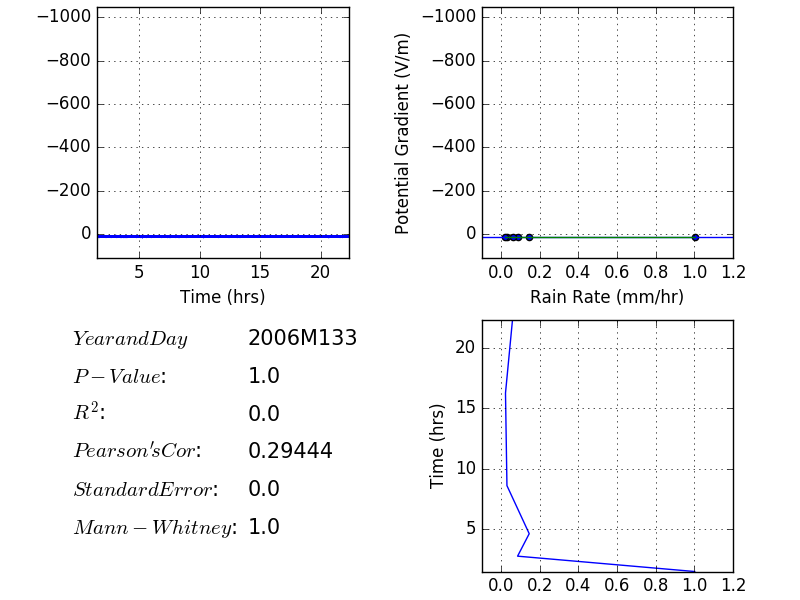 −1000
−800
−600
−400
−200
0
5 10 15 20
Time (hrs)
Potential Gradient (V/m)
−1000
−800
−600
−400
−200
0
0.0 0.2 0.4 0.6 0.8 1.0 1.2
Rain Rate (mm/hr)
YearandDay 2006M133
P−Value: 1.0
R²: 0.0
Pearson'sCor: 0.29444
StandardError: 0.0
Mann−Whitney: 1.0
Time (hrs)
20
15
10
5
0.0 0.2 0.4 0.6 0.8 1.0 1.2